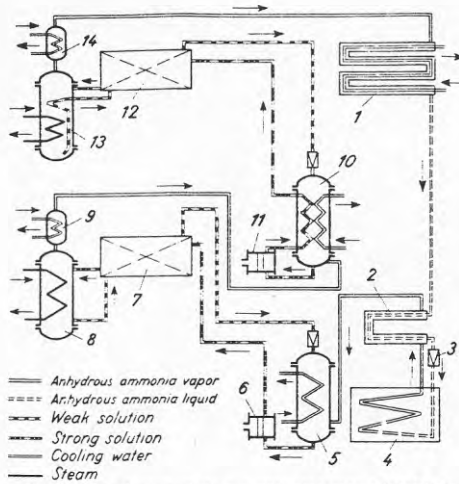 14
12
13
1
10
11
9
7
8
2
3
6
5
4
Anhydrous ammonia vapor
Anhydrous ammonia liquid
Weak solution
Strong solution
Cooling water
Steam